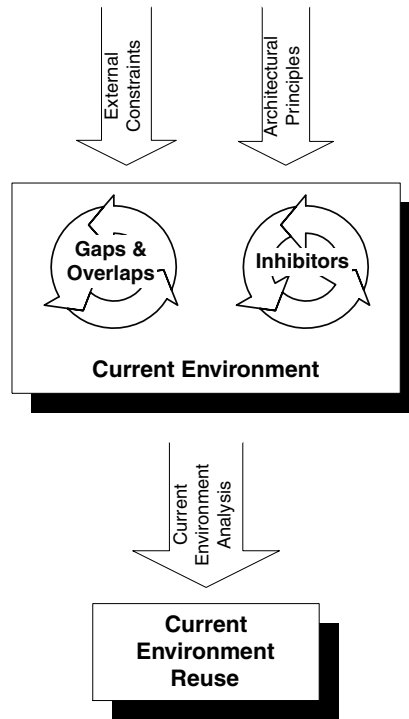 External
Constraints
Architectural
Principles
Gaps &
Overlaps
Inhibitors
Current Environment
Current
Environment
Analysis
Current
Environment
Reuse